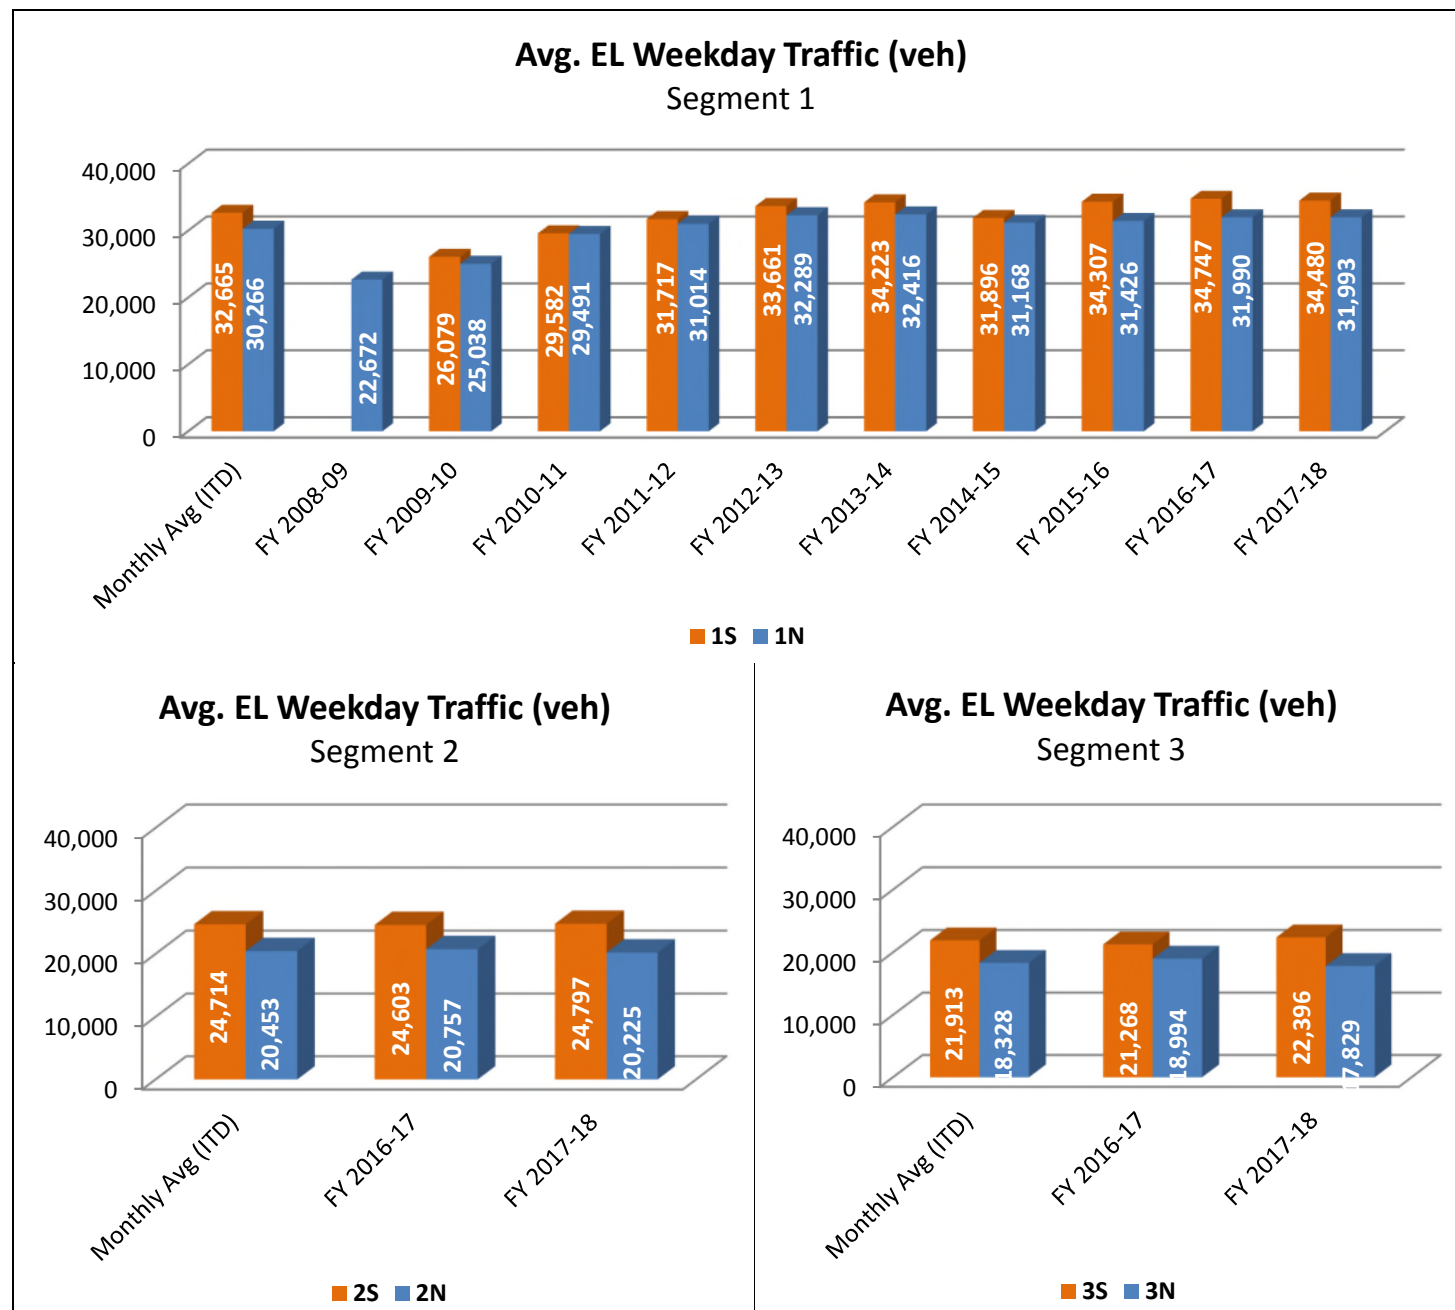 Avg. EL Weekday Traffic (veh)
Segment 1
40,000
30,000
20,000
10,000
0
32,665
30,266
22,672
26,079
25,038
29,582
29,491
31,717
31,014
33,661
32,289
34,223
32,416
31,896
31,168
34,307
31,426
34,747
31,990
34,480
31,993
Monthly Avg (ITD)
FY 2008-09
FY 2009-10
FY 2010-11
FY 2011-12
FY 2012-13
FY 2013-14
FY 2014-15
FY 2015-16
FY 2016-17
FY 2017-18
1S 1N
Avg. EL Weekday Traffic (veh)
Segment 2
40,000
30,000
20,000
10,000
0
24,714
20,453
24,603
20,757
24,797
20,225
Monthly Avg (ITD)
FY 2016-17
FY 2017-18
2S 2N
Avg. EL Weekday Traffic (veh)
Segment 3
40,000
30,000
20,000
10,000
0
21,913
18,328
21,268
18,994
22,396
17,829
Monthly Avg (ITD)
FY 2016-17
FY 2017-18
3S 3N